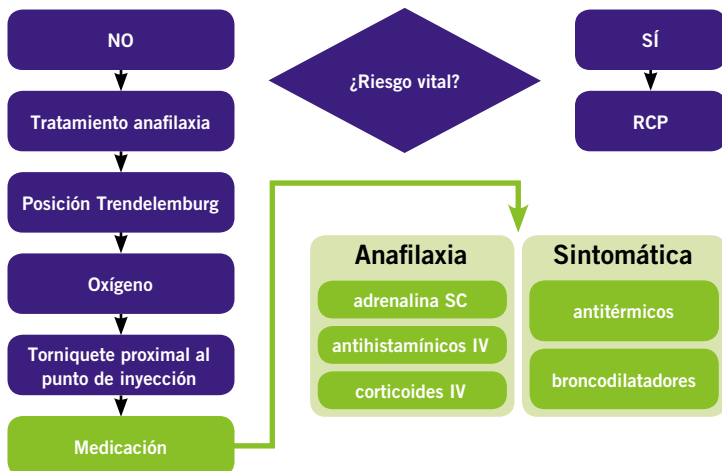 NO
¿Riesgo vital?
SÍ
Tratamiento anafilaxia
RCP
Posición Trendelemburg
Oxígeno
Torniquete proximal al
punto de inyección
Medicación
Anafilaxia
adrenalina SC
antihistamínicos IV
corticoides IV
Sintomática
antitérmicos
broncodilatadores